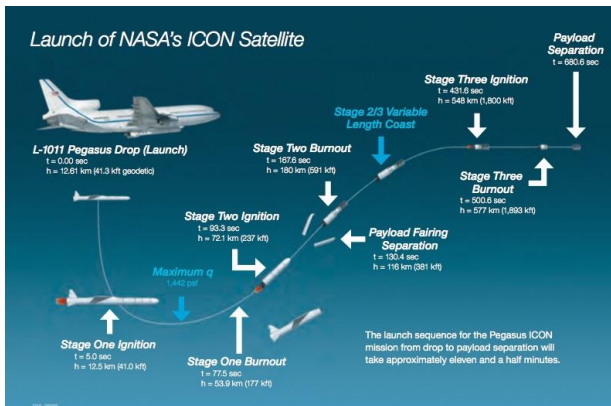 Launch of NASA's ICON Satellite
Payload
Separation
t = 680.6 sec
Stage Three Ignition
t = 431.6 sec
h = 548 km (1,800 kft)
Stage 2/3 Variable
Length Coast
L-1011 Pegasus Drop (Launch)
t = 0.00 sec
h = 12.61 km (41.3 kft geodetic)
Stage Two Burnout
t = 167.6 sec
h = 180 km (591 kft)
Stage Three
Burnout
t = 500.6 sec
h = 577 km (1,893 kft)
Stage Two Ignition
t = 93.3 sec
h = 72.1 km (237 kft)
Payload Fairing
Separation
t = 130.4 sec
h = 116 km (381 kft)
Maximum q
1,442 psf
Stage One Ignition
t = 5.0 sec
h = 12.5 km (41.0 kft)
Stage One Burnout
t = 77.5 sec
h = 53.9 km (177 kft)
The launch sequence for the Pegasus ICON
mission from drop to payload separation will
take approximately eleven and a half minutes.